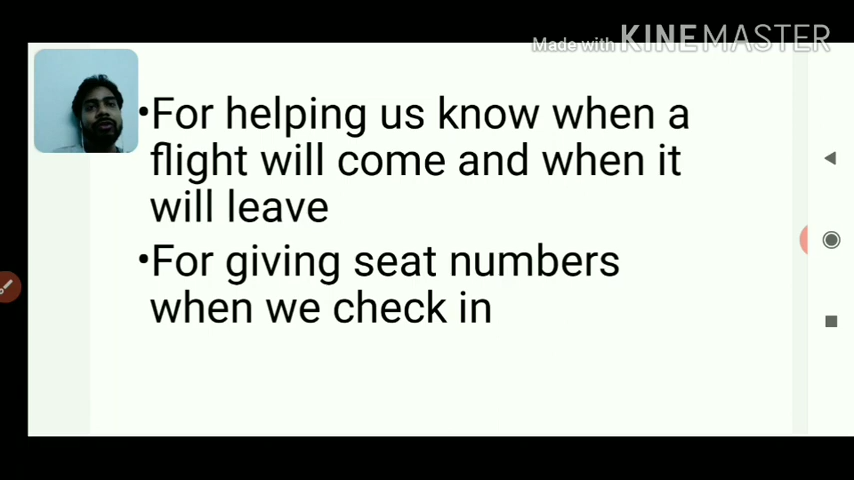 Made with KINEMASTER
•For helping us know when a
flight will come and when it
will leave
•For giving seat numbers
when we check in